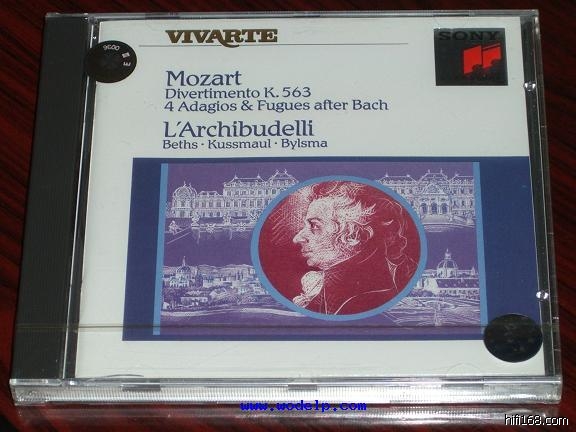 VIVARTE
SONY
Mozart
Divertimento K.563
4 Adagios & Fugues after Bach
L'Archibudelli
Beths · Kussmaul · Bylsma
www.wodelp.com
hifi168.com